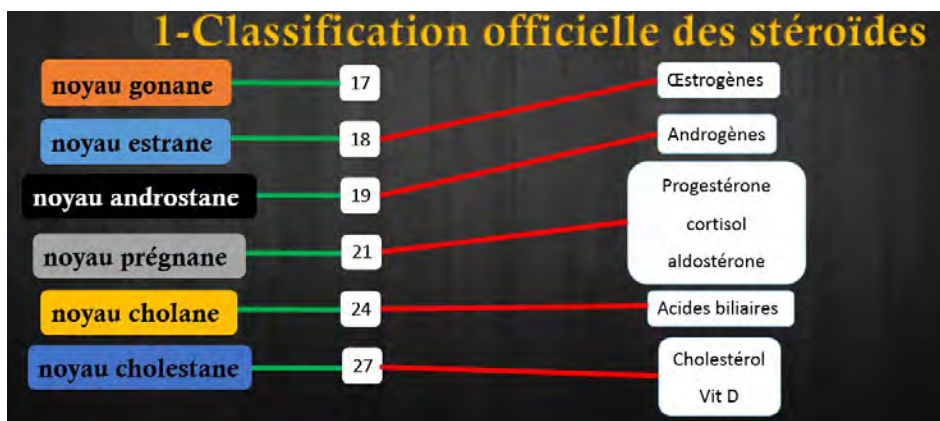 1-Classification officielle des stéroïdes
noyau gonane
17
Œstrogènes
noyau estrane
18
Androgènes
noyau androstane
19
Progestérone
cortisol
aldostérone
noyau prégnane
21
noyau cholane
24
Acides biliaires
noyau cholestane
27
Cholestérol
Vit D